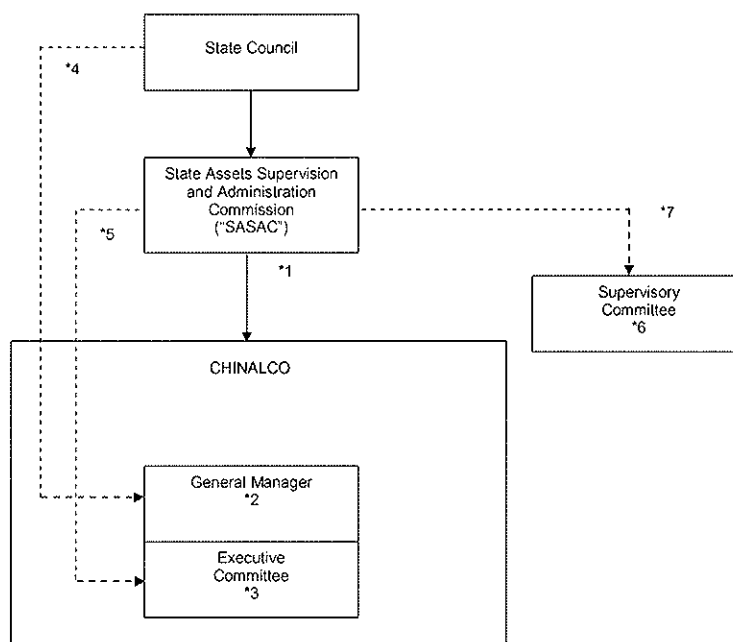 State Council
*4
State Assets Supervision
and Administration
Commission
("SASAC")
*5
*7
*1
Supervisory
Committee
*6
CHINALCO
General Manager
*2
Executive
Committee
*3